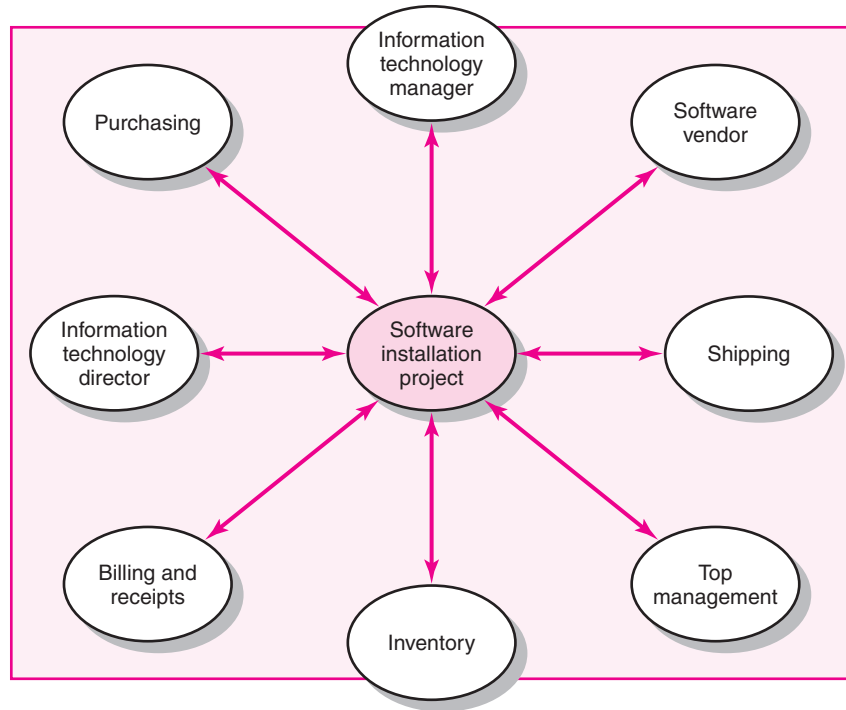 Information
technology
manager
Purchasing
Software
vendor
Information
technology
director
Software
installation
project
Shipping
Billing and
receipts
Inventory
Top
management